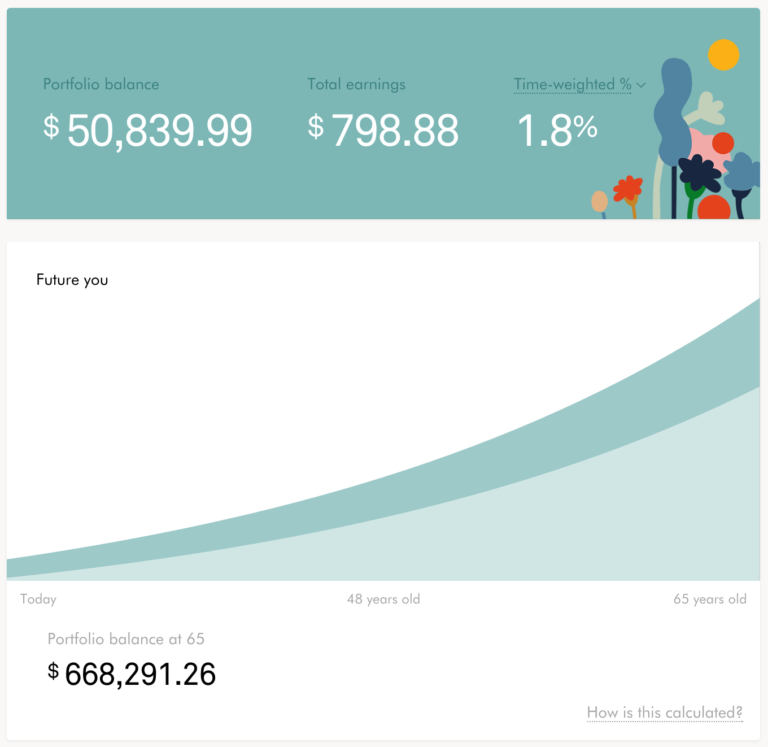 Portfolio balance Total earnings Time-weighted %
$ 50,839.99 $ 798.88 1.8%
Future you
Today 48 years old 65 years old
Portfolio balance at 65
$ 668,291.26
How is this calculated?